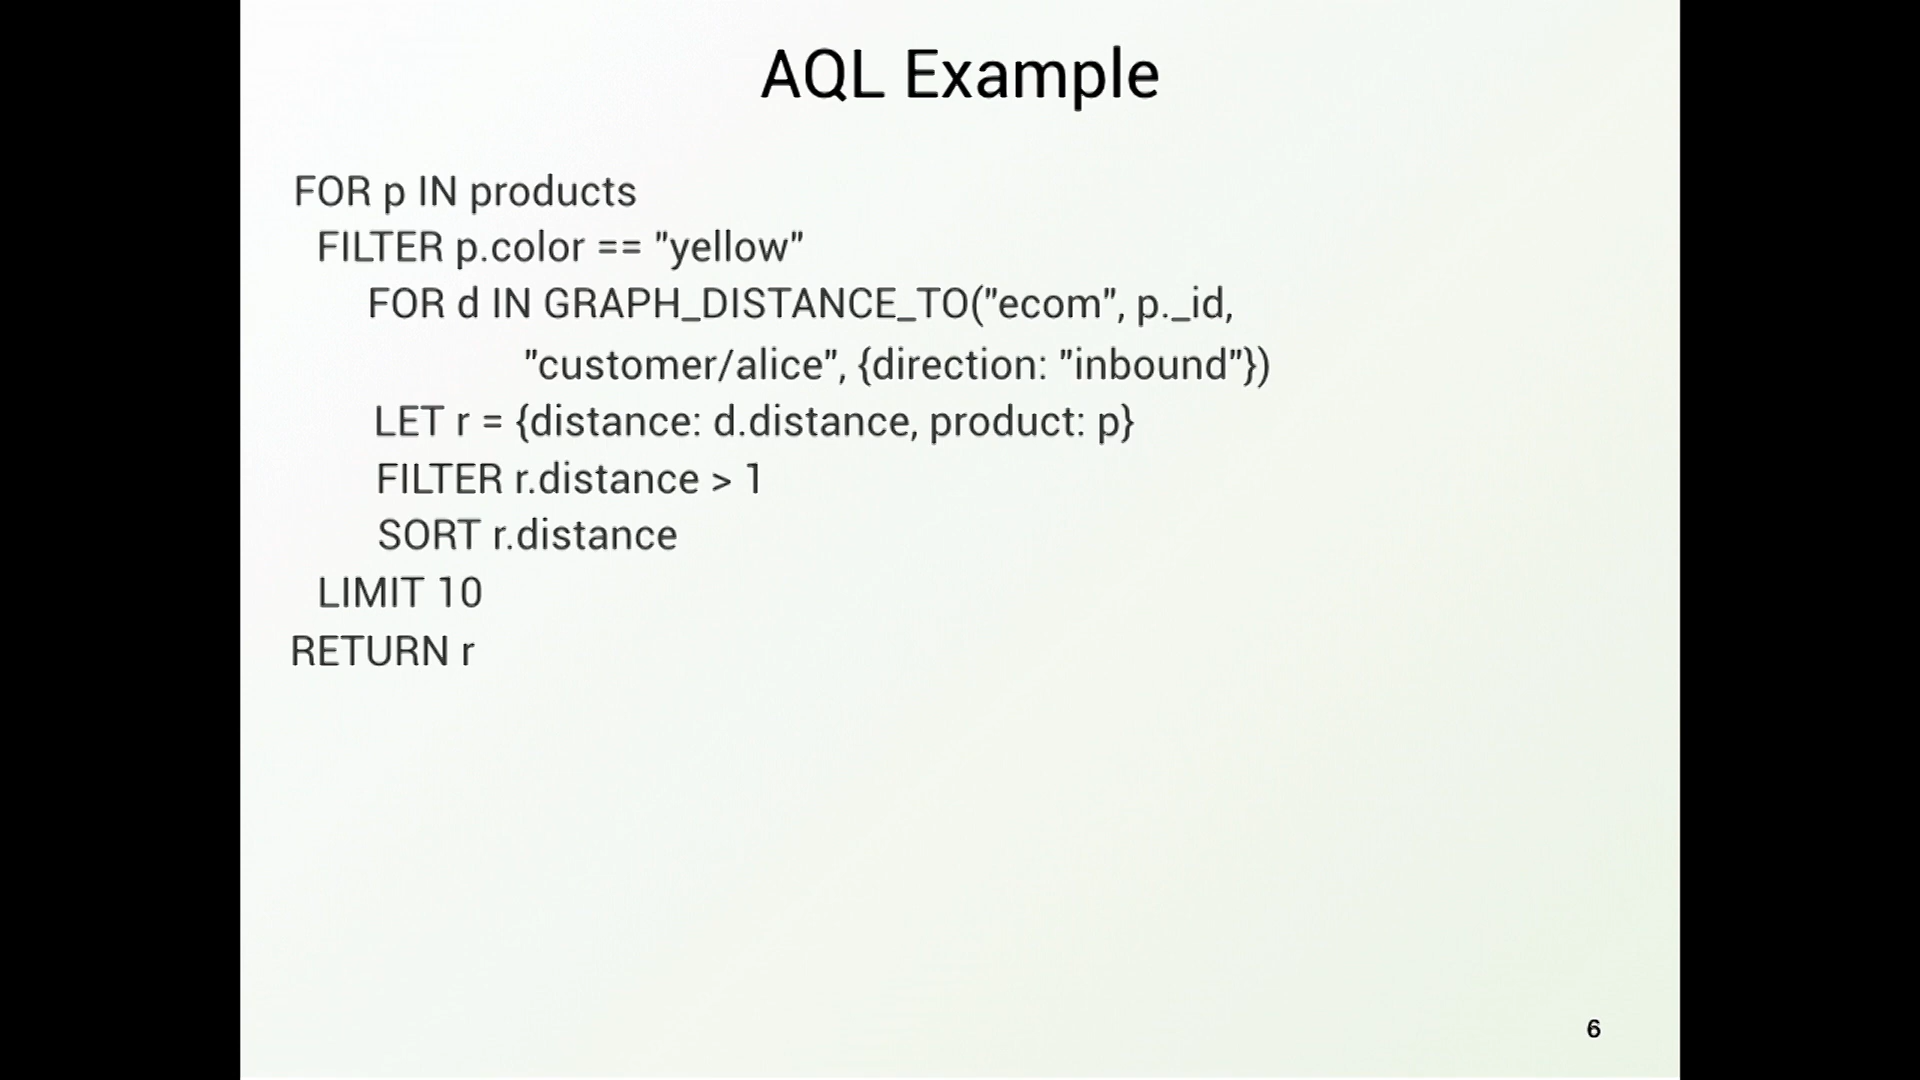 AQL Example
FOR p IN products
FILTER p.color == "yellow"
FOR d IN GRAPH_DISTANCE_TO("ecom", p._id,
"customer/alice", {direction: "inbound"})
LET r = {distance: d.distance, product: p}
FILTER r.distance > 1
SORT r.distance
LIMIT 10
RETURN r
6